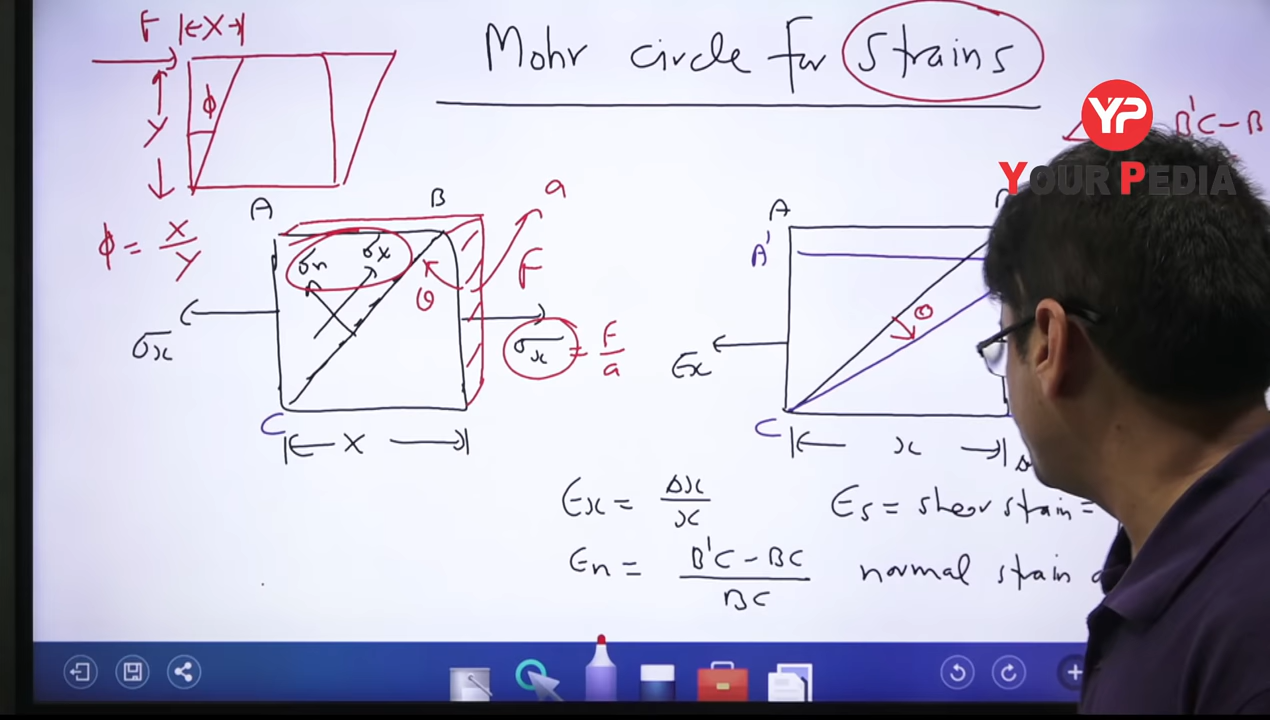 Mohr circle for strains
F |←X→|
Y
ϕ
ϕ = X/Y
YP
YOUR PEDIA
B'C - B
A B a
σn σx
θ
F
σx
σx = F/a
C
X
A
A'
θ
Ex
C
x
Ex = Δx/x
Es = shear strain =
En = B'C - BC / BC normal strain